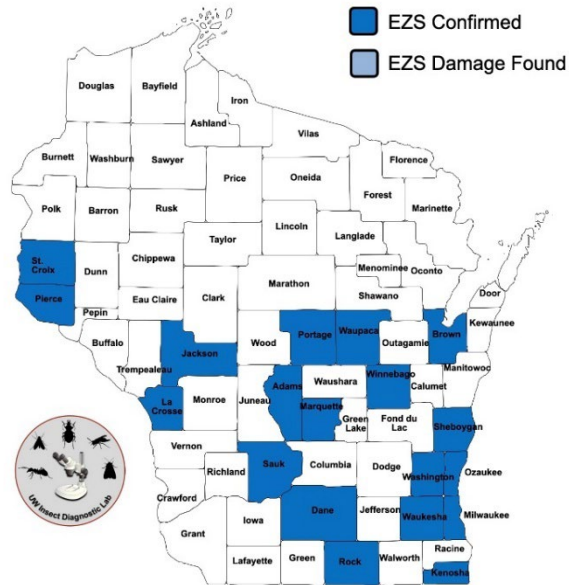 EZS Confirmed
EZS Damage Found
Douglas
Bayfield
Iron
Ashland
Vilas
Burnett
Washburn
Sawyer
Price
Oneida
Florence
Forest
Marinette
Polk
Barron
Rusk
Lincoln
Langlade
Taylor
St.
Croix
Dunn
Chippewa
Menominee
Oconto
Marathon
Pierce
Pepin
Eau Claire
Clark
Shawano
Door
Buffalo
Trempealeau
Jackson
Wood
Portage
Waupaca
Outagamie
Brown
Kewaunee
La
Crosse
Monroe
Juneau
Adams
Waushara
Winnebago
Calumet
Manitowoc
Marquette
Green
Lake
Fond du
Lac
Sheboygan
Vernon
Richland
Sauk
Columbia
Dodge
Washington
Ozaukee
Crawford
Dane
Jefferson
Waukesha
Milwaukee
Grant
Iowa
Lafayette
Green
Rock
Walworth
Racine
Kenosha
UW Insect Diagnostic Lab